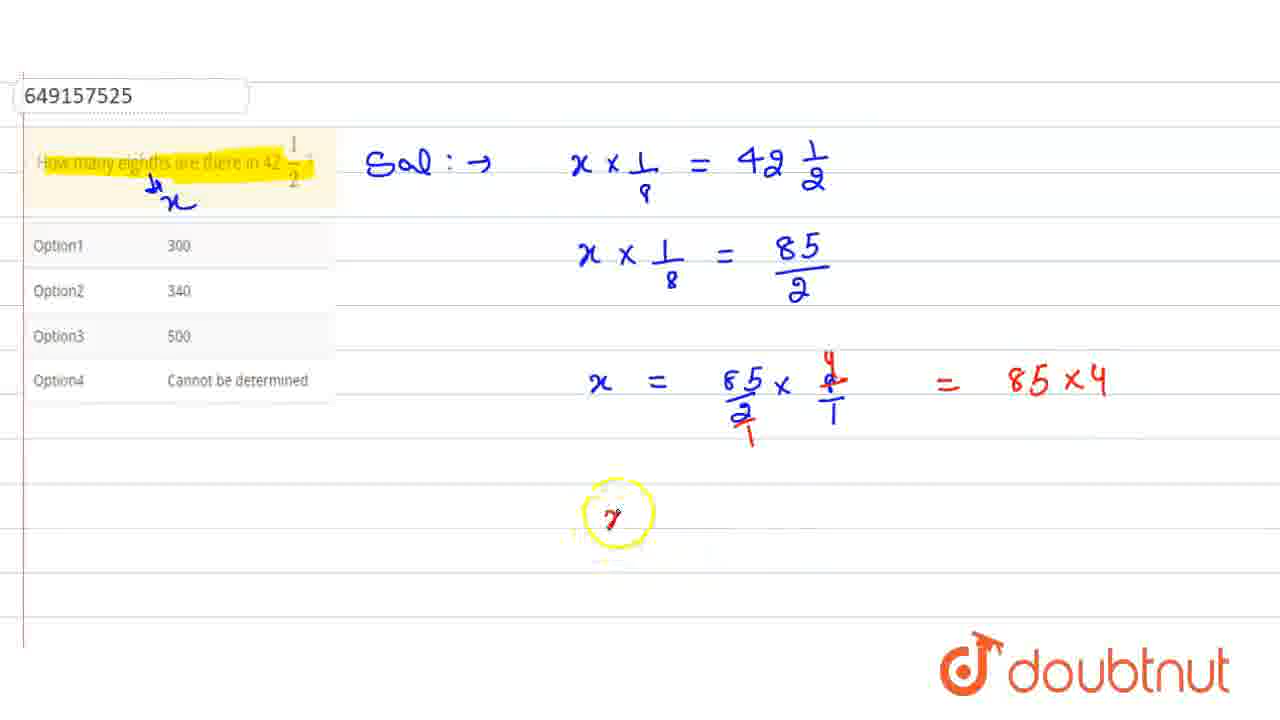 649157525
How many eighths are there in 42 1/2 ?
x
Option1 300
Option2 340
Option3 500
Option4 Cannot be determined
Sol : → x × 1/8 = 42 1/2
x × 1/8 = 85/2
x = 85/2 × 8/1 = 85 × 4
4
1
x
doubtnut